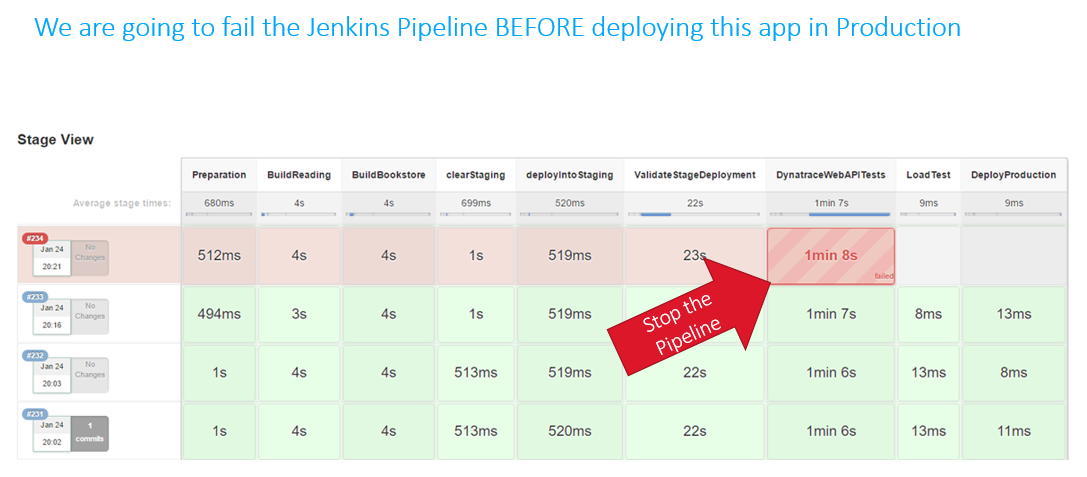 We are going to fail the Jenkins Pipeline BEFORE deploying this app in Production
Stage View
Preparation BuildReading BuildBookstore clearStaging deployIntoStaging ValidateStageDeployment DynatraceWebAPITests LoadTest DeployProduction
Average stage times: 680ms 4s 4s 699ms 520ms 22s 1min 7s 9ms 9ms
#234
Jan 24 No
Changes
20:21
512ms 4s 4s 1s 519ms 23s 1min 8s
failed
#233
Jan 24 No
Changes
20:16
494ms 3s 4s 1s 519ms 1min 7s 8ms 13ms
Stop the
Pipeline
#232
Jan 24 No
Changes
20:03
1s 4s 4s 513ms 519ms 22s 1min 6s 13ms 8ms
#231
Jan 24 1
commits
20:02
1s 4s 4s 513ms 520ms 22s 1min 6s 13ms 11ms